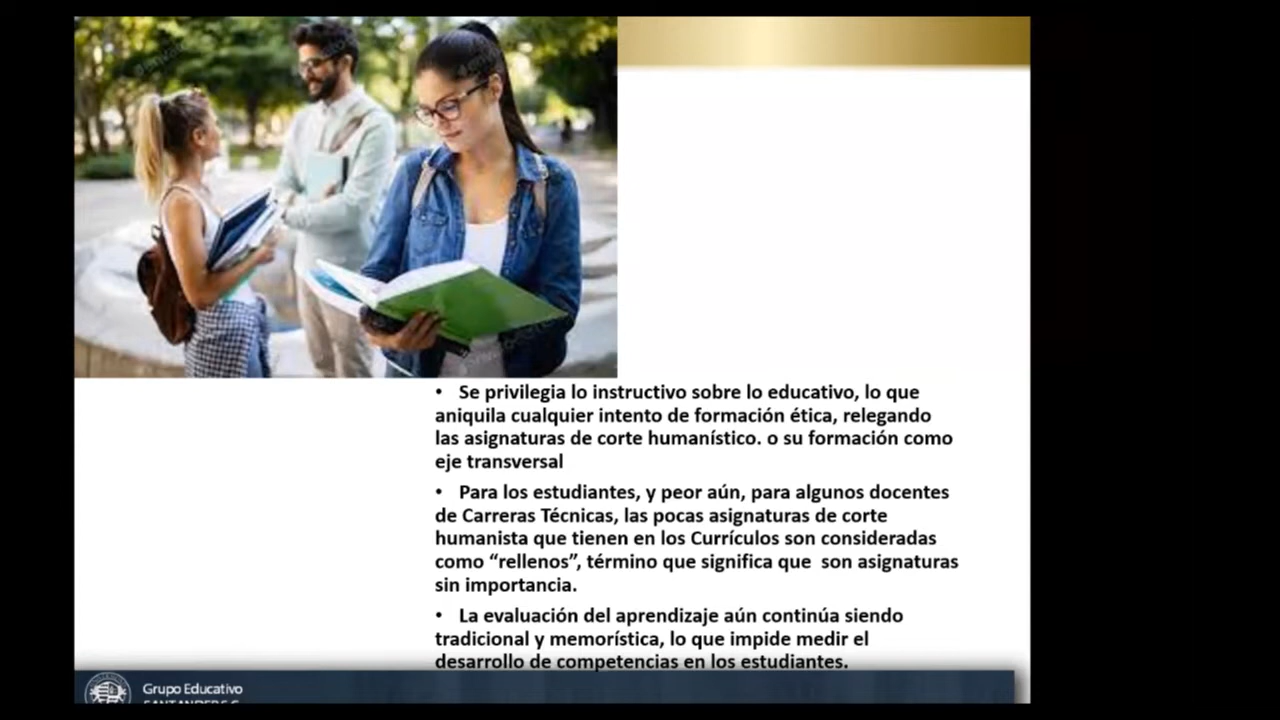 • Se privilegia lo instructivo sobre lo educativo, lo que
aniquila cualquier intento de formación ética, relegando
las asignaturas de corte humanístico. o su formación como
eje transversal
• Para los estudiantes, y peor aún, para algunos docentes
de Carreras Técnicas, las pocas asignaturas de corte
humanista que tienen en los Currículos son consideradas
como “rellenos”, término que significa que son asignaturas
sin importancia.
• La evaluación del aprendizaje aún continúa siendo
tradicional y memorística, lo que impide medir el
desarrollo de competencias en los estudiantes.
Grupo Educativo